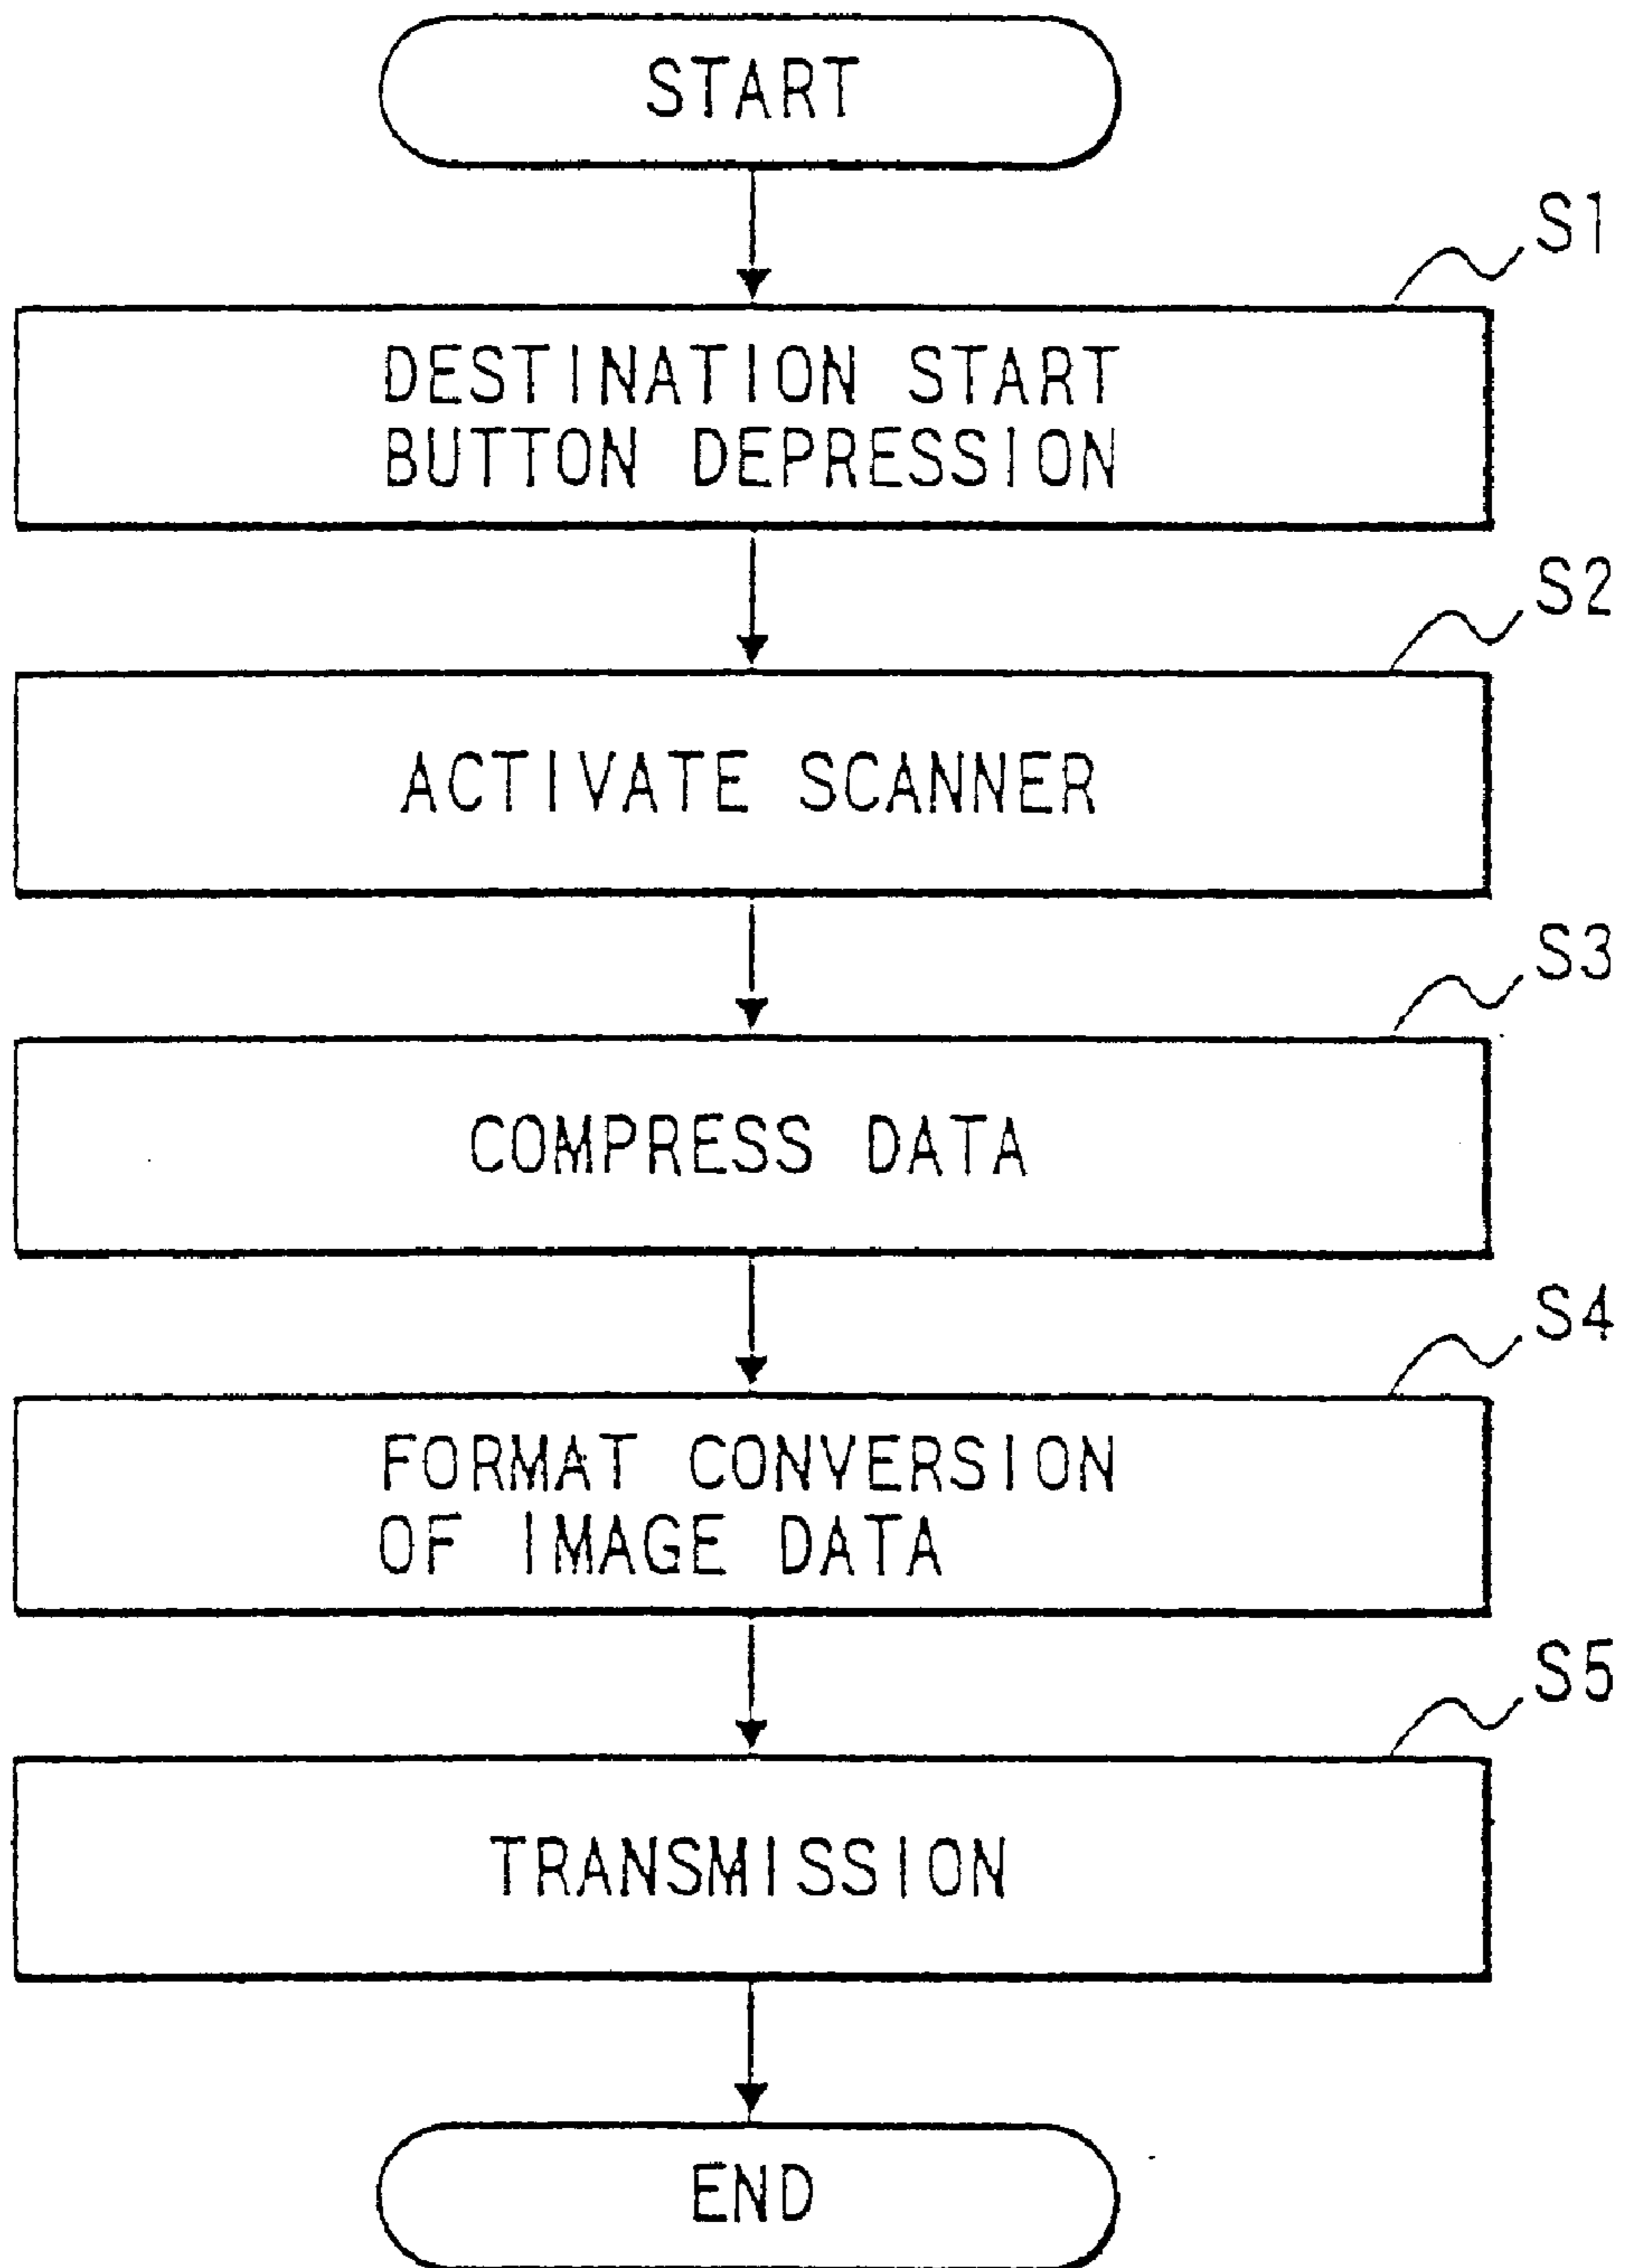 START
S1
DESTINATION START
BUTTON DEPRESSION
S2
ACTIVATE SCANNER
S3
COMPRESS DATA
S4
FORMAT CONVERSION
OF IMAGE DATA
S5
TRANSMISSION
END